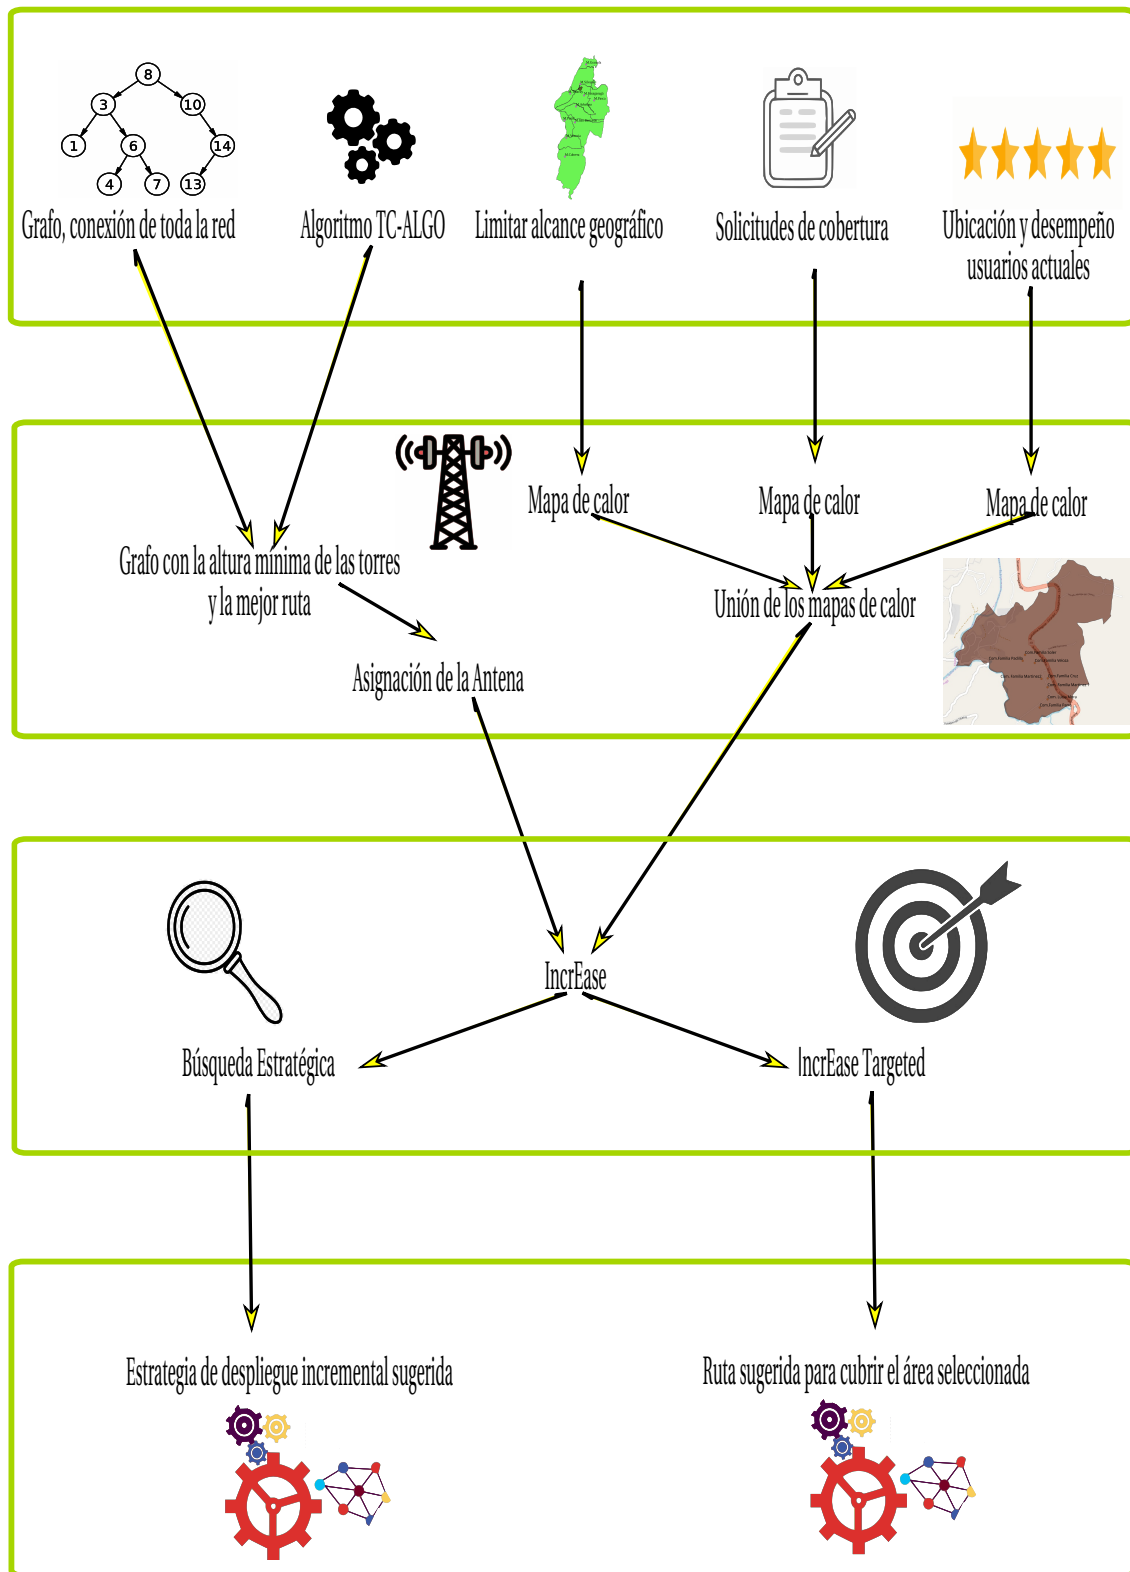 8
3
10
1
6
14
4
7
13
Grafo, conexión de toda la red
Algoritmo TC-ALGO
Limitar alcance geográfico
Solicitudes de cobertura
Ubicación y desempeño
usuarios actuales
Mapa de calor
Mapa de calor
Mapa de calor
Grafo con la altura mínima de las torres
y la mejor ruta
Unión de los mapas de calor
Asignación de la Antena
IncrEase
Búsqueda Estratégica
IncrEase Targeted
Estrategia de despliegue incremental sugerida
Ruta sugerida para cubrir el área seleccionada